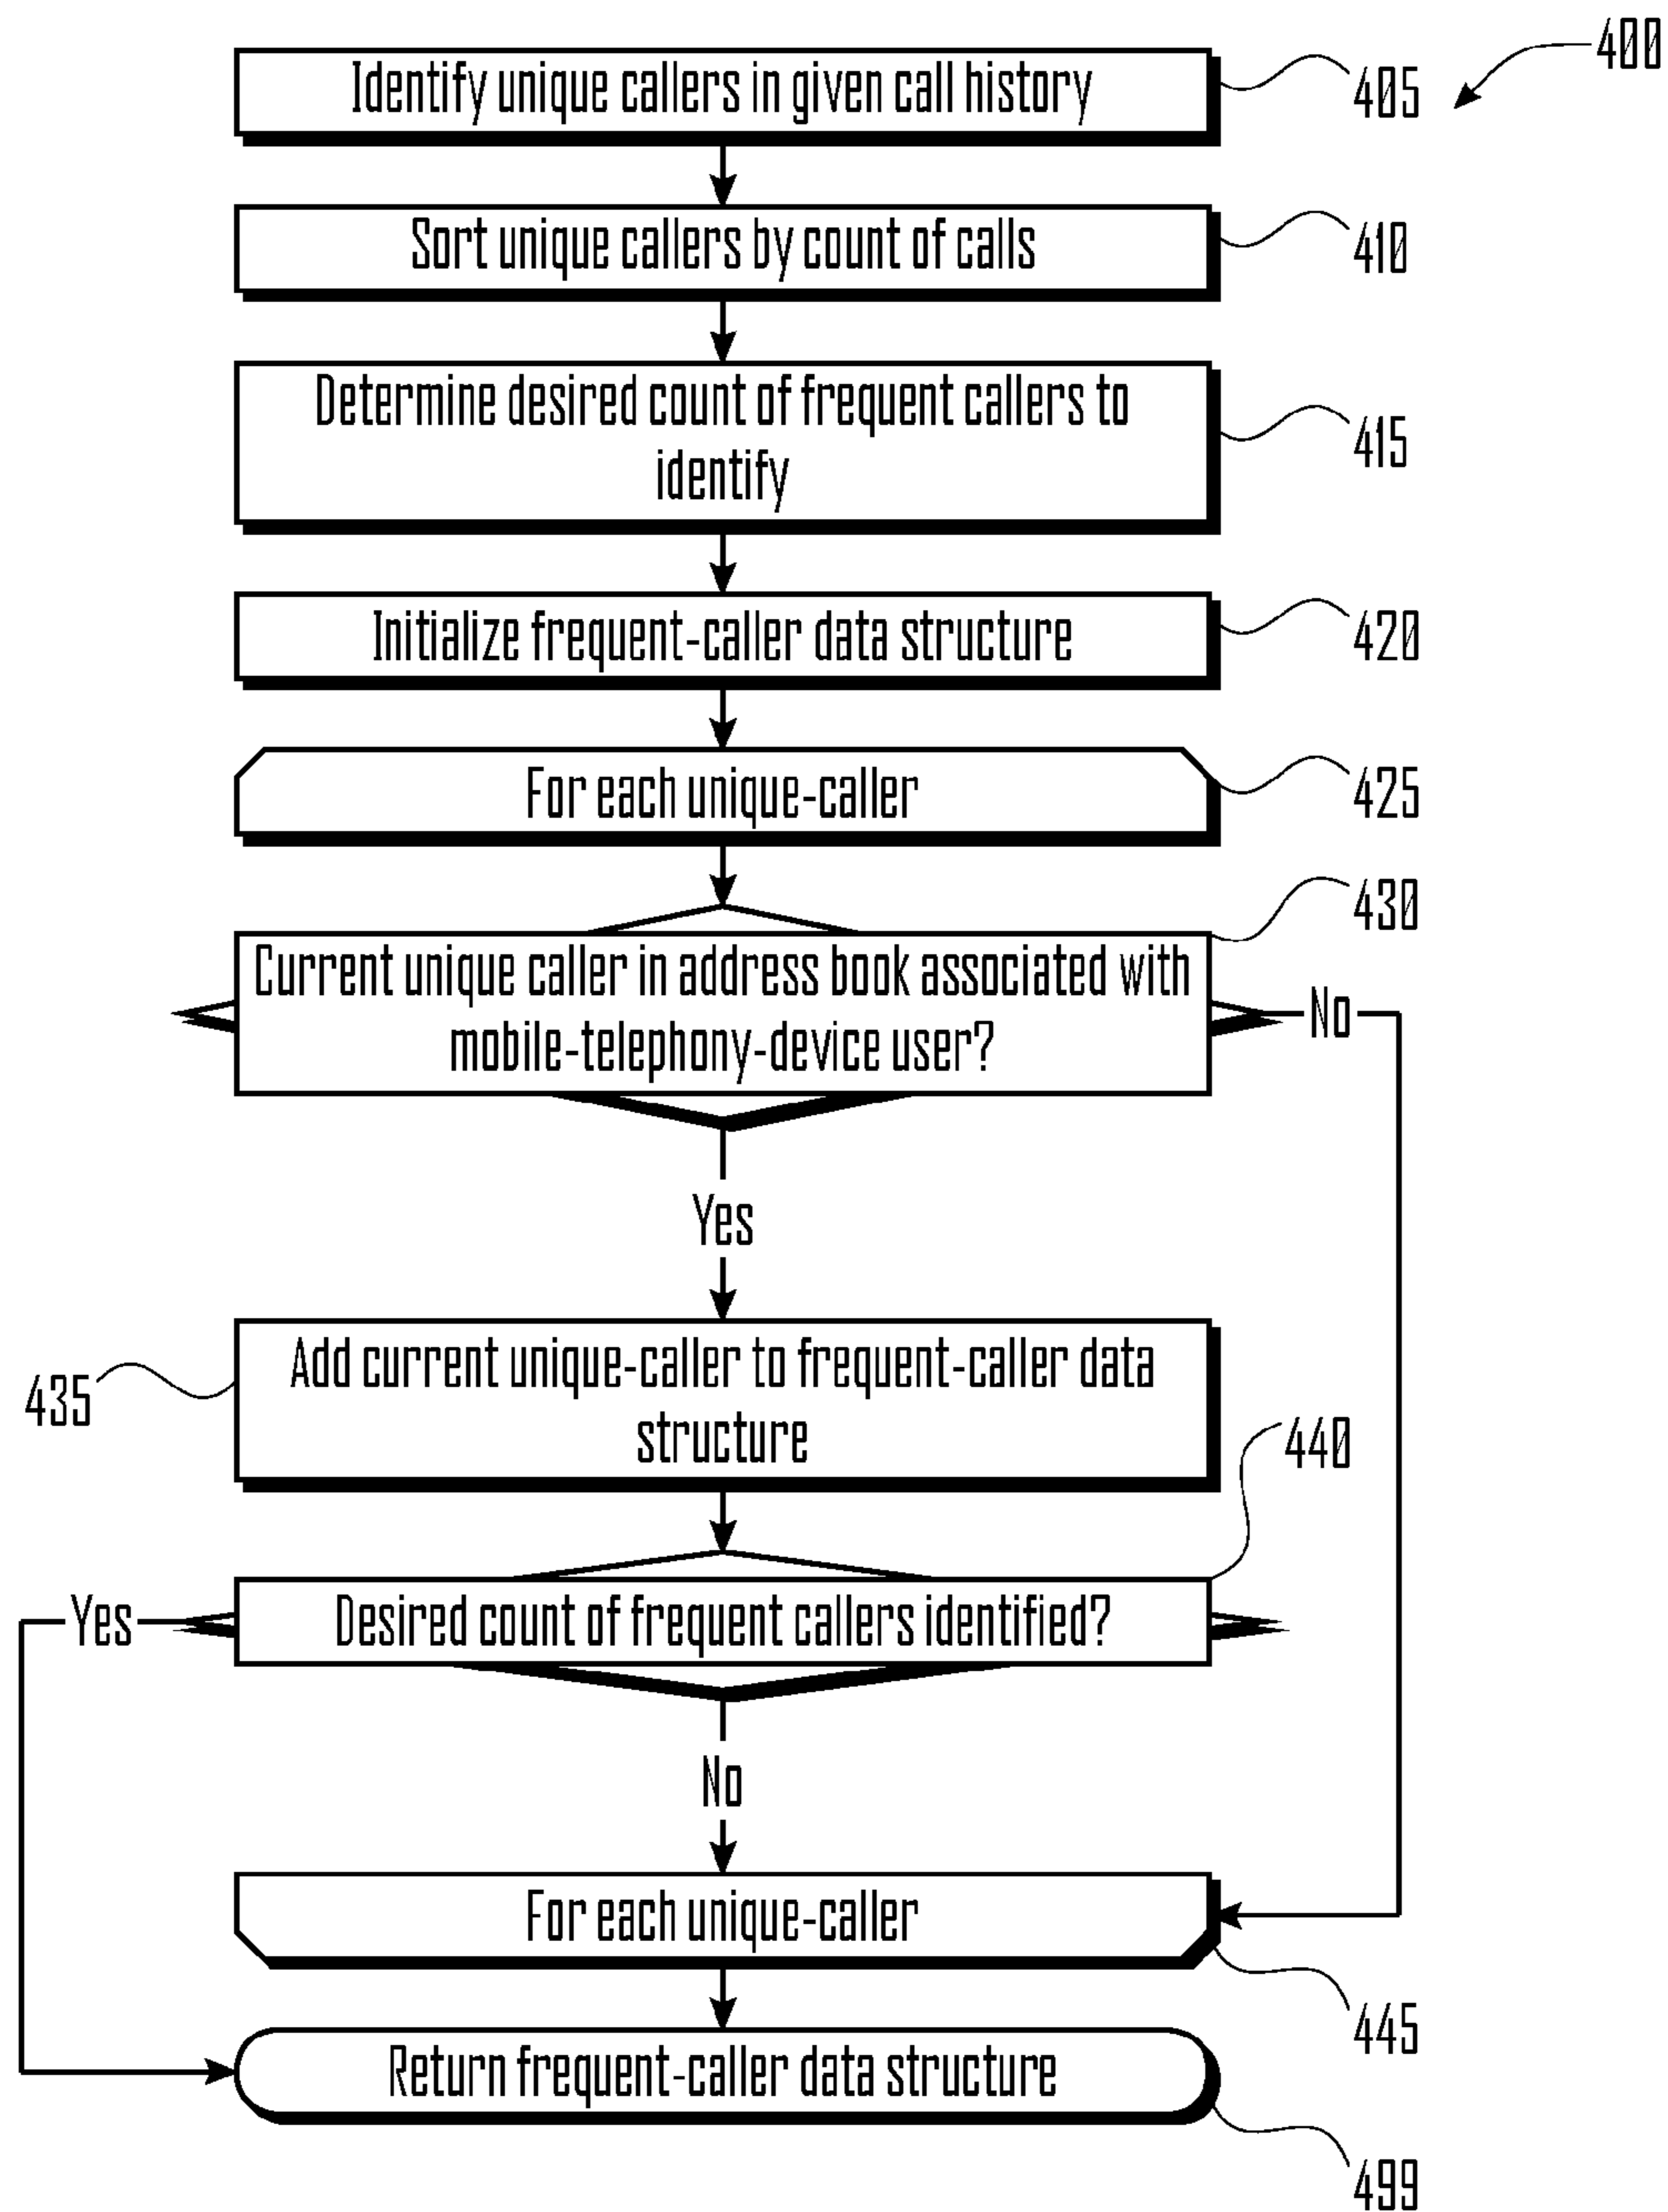 400
Identify unique callers in given call history
405
Sort unique callers by count of calls
410
Determine desired count of frequent callers to
identify
415
Initialize frequent-caller data structure
420
For each unique-caller
425
430
Current unique caller in address book associated with
mobile-telephony-device user?
No
Yes
Add current unique-caller to frequent-caller data
structure
435
440
Desired count of frequent callers identified?
Yes
No
For each unique-caller
445
Return frequent-caller data structure
499